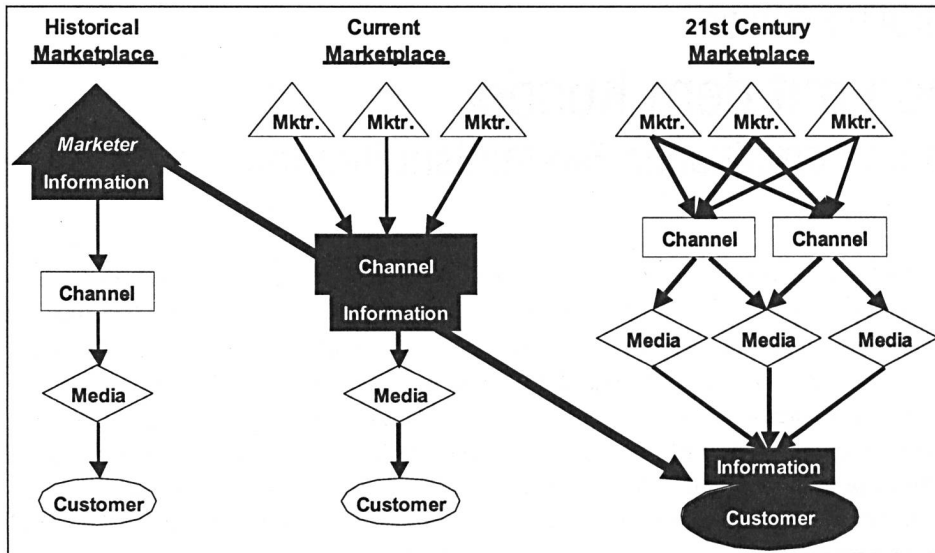 Historical
Marketplace
Current
Marketplace
21st Century
Marketplace
Marketer
Information
Channel
Media
Customer
Mktr.
Mktr.
Mktr.
Channel
Information
Media
Customer
Mktr.
Mktr.
Mktr.
Channel
Channel
Media
Media
Media
Information
Customer